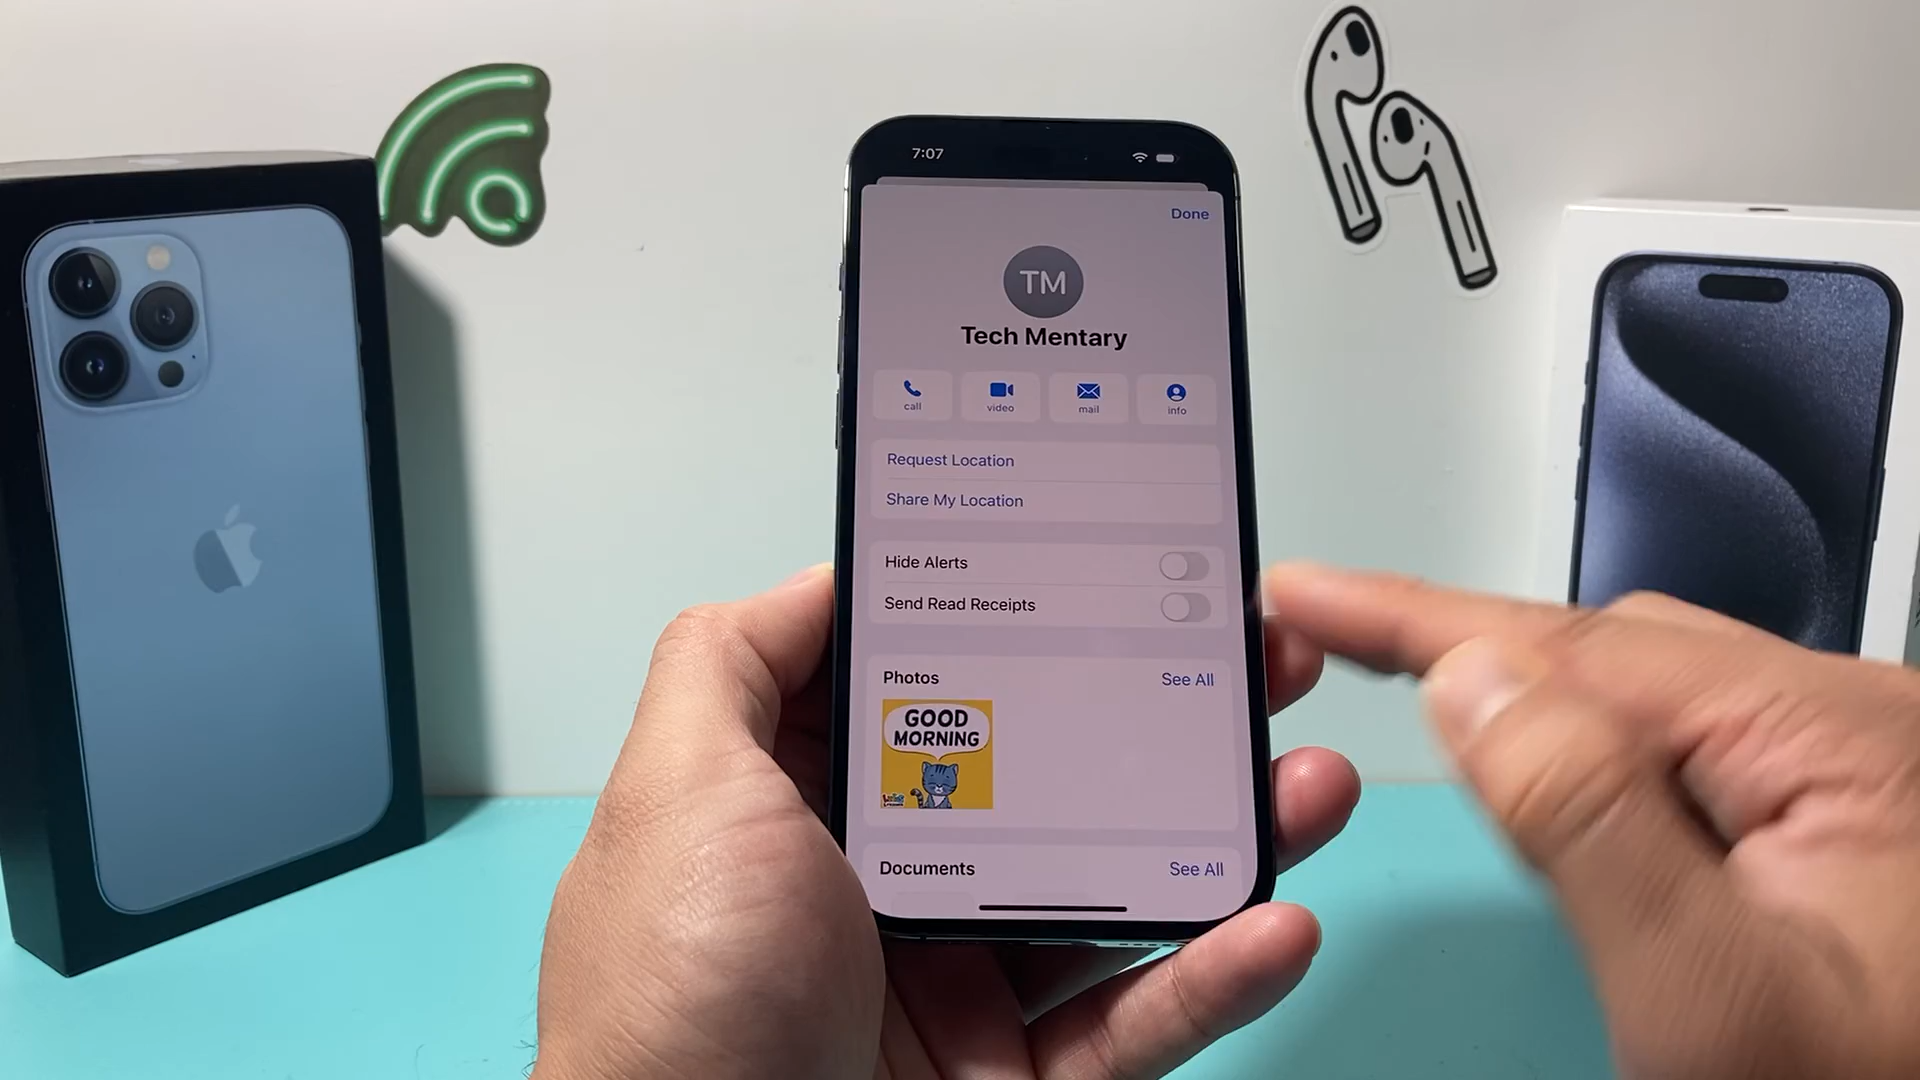 7:07
Done
TM
Tech Mentary
call
video
mail
info
Request Location
Share My Location
Hide Alerts
Send Read Receipts
Photos
See All
GOOD
MORNING
Documents
See All